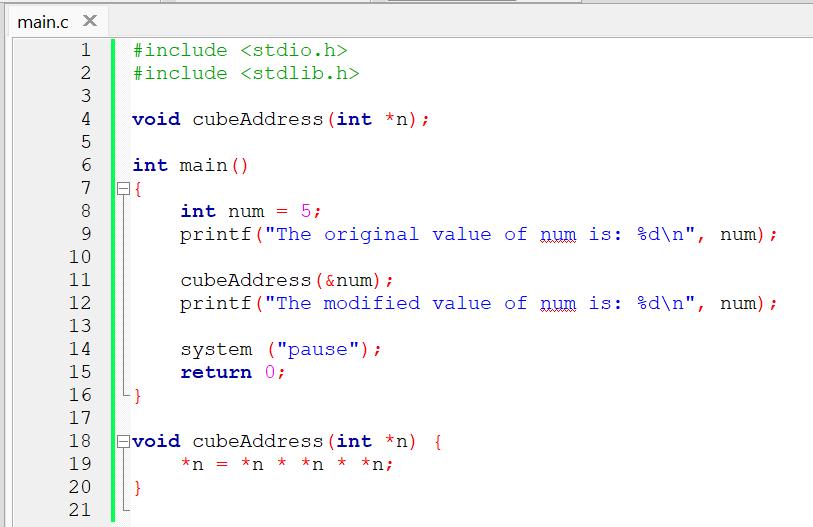 main.c
1 #include <stdio.h>
2 #include <stdlib.h>
3
4 void cubeAddress(int *n);
5
6 int main()
7 {
8     int num = 5;
9     printf("The original value of num is: %d\n", num);
10
11     cubeAddress(&num);
12     printf("The modified value of num is: %d\n", num);
13
14     system ("pause");
15     return 0;
16 }
17
18 void cubeAddress(int *n) {
19     *n = *n * *n * *n;
20 }
21